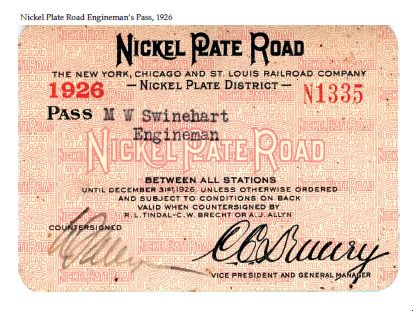 Nickel Plate Road Engineman's Pass, 1926
NICKEL PLATE ROAD
THE NEW YORK, CHICAGO AND ST. LOUIS RAILROAD COMPANY
1926 — NICKEL PLATE DISTRICT — N1335
PASS M W Swinehart
Engineman
NICKEL PLATE ROAD
BETWEEN ALL STATIONS
UNTIL DECEMBER 31ST, 1926, UNLESS OTHERWISE ORDERED
AND SUBJECT TO CONDITIONS ON BACK
VALID WHEN COUNTERSIGNED BY
R. L. TINDAL - C. W. BRECHT OR A. J. ALLYN
COUNTERSIGNED
VICE PRESIDENT AND GENERAL MANAGER